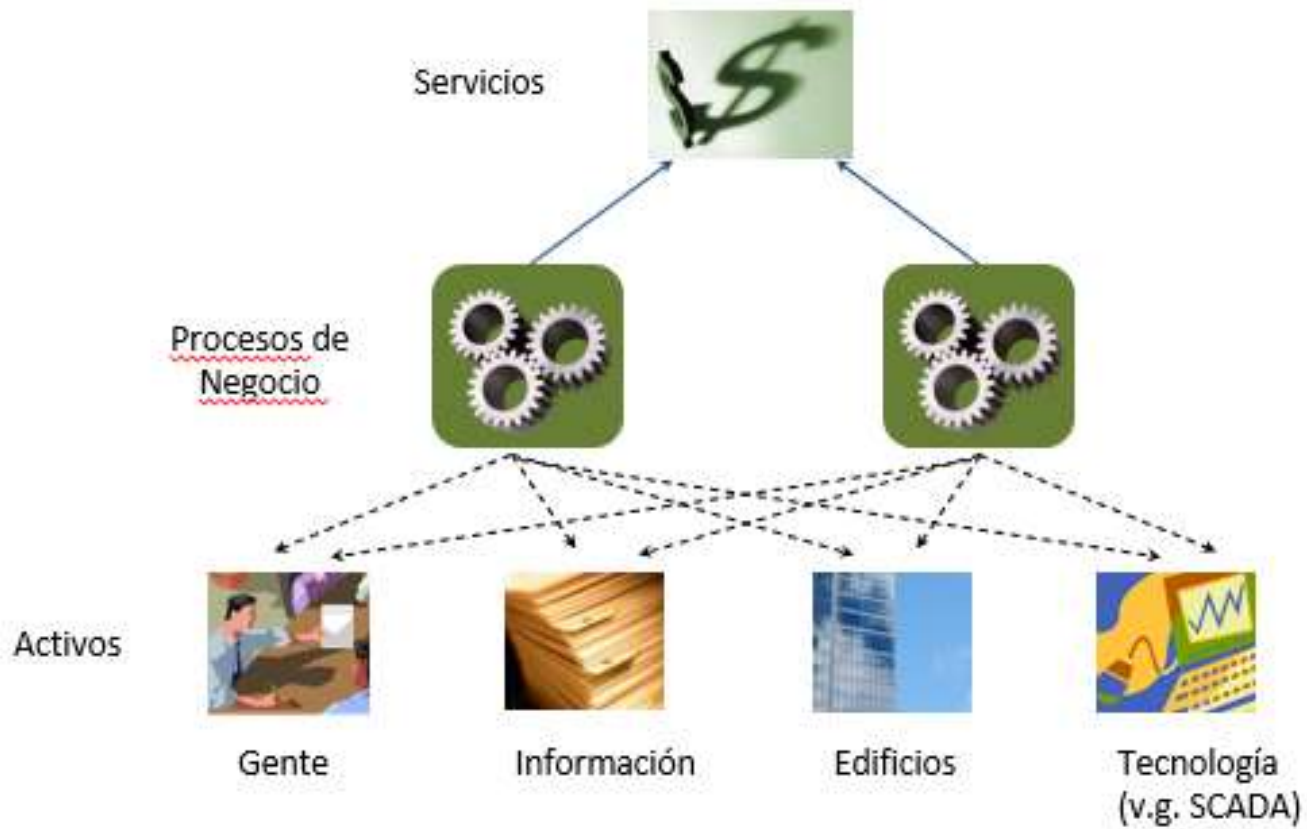 Servicios
Procesos de
Negocio
Activos
Gente
Información
Edificios
Tecnología
(v.g. SCADA)